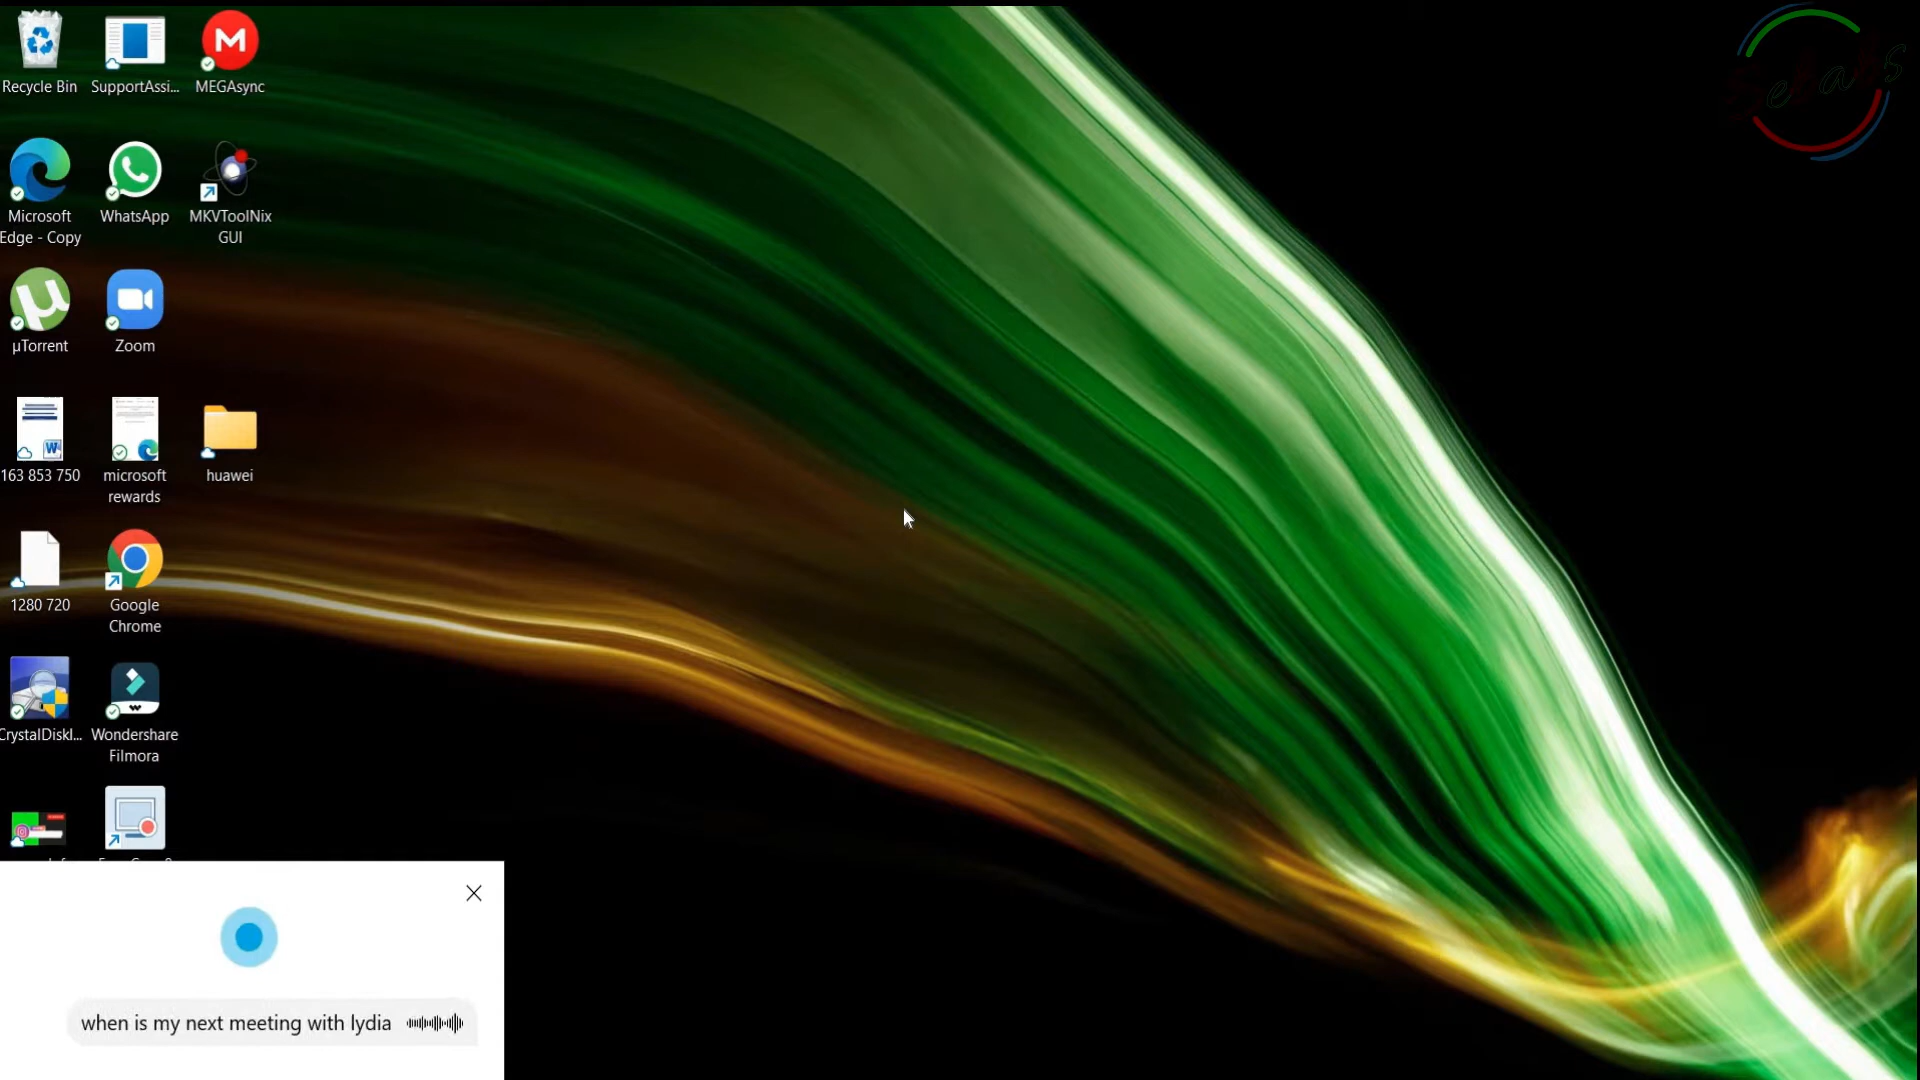 Recycle Bin
SupportAssi...
MEGAsync
Microsoft
Edge - Copy
WhatsApp
MKVToolNix
GUI
µTorrent
Zoom
163 853 750
microsoft
rewards
huawei
1280 720
Google
Chrome
CrystalDiskI...
Wondershare
Filmora
when is my next meeting with lydia